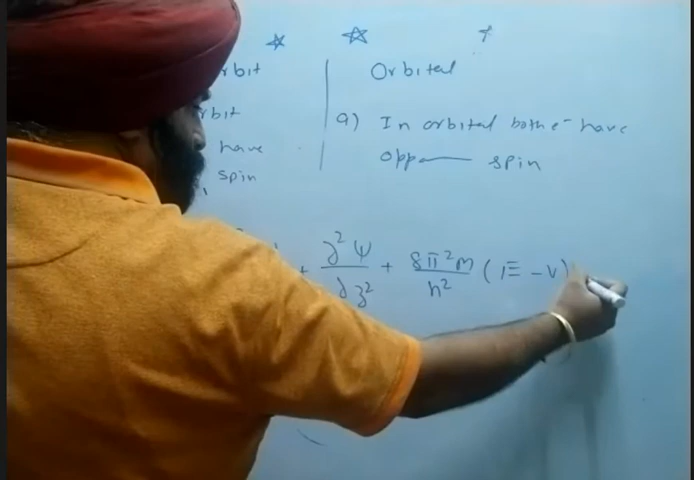 rbit
Orbital
rbit
a) In orbital both e- have
have
opp spin
spin
+ ∂²Ψ/∂z² + 8π²m/h² (E - V)